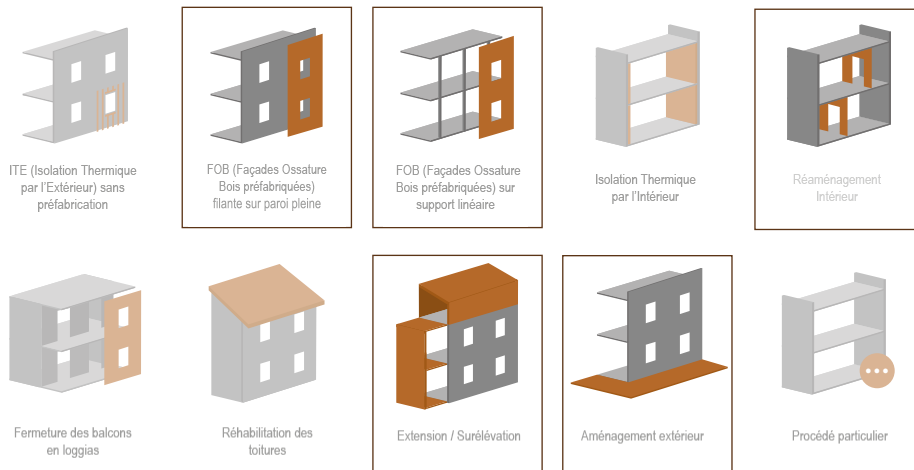 ITE (Isolation Thermique
par l'Extérieur) sans
préfabrication
FOB (Façades Ossature
Bois préfabriquées)
filante sur paroi pleine
FOB (Façades Ossature
Bois préfabriquées) sur
support linéaire
Isolation Thermique
par l'Intérieur
Réaménagement
Intérieur
Fermeture des balcons
en loggias
Réhabilitation des
toitures
Extension / Surélévation
Aménagement extérieur
Procédé particulier